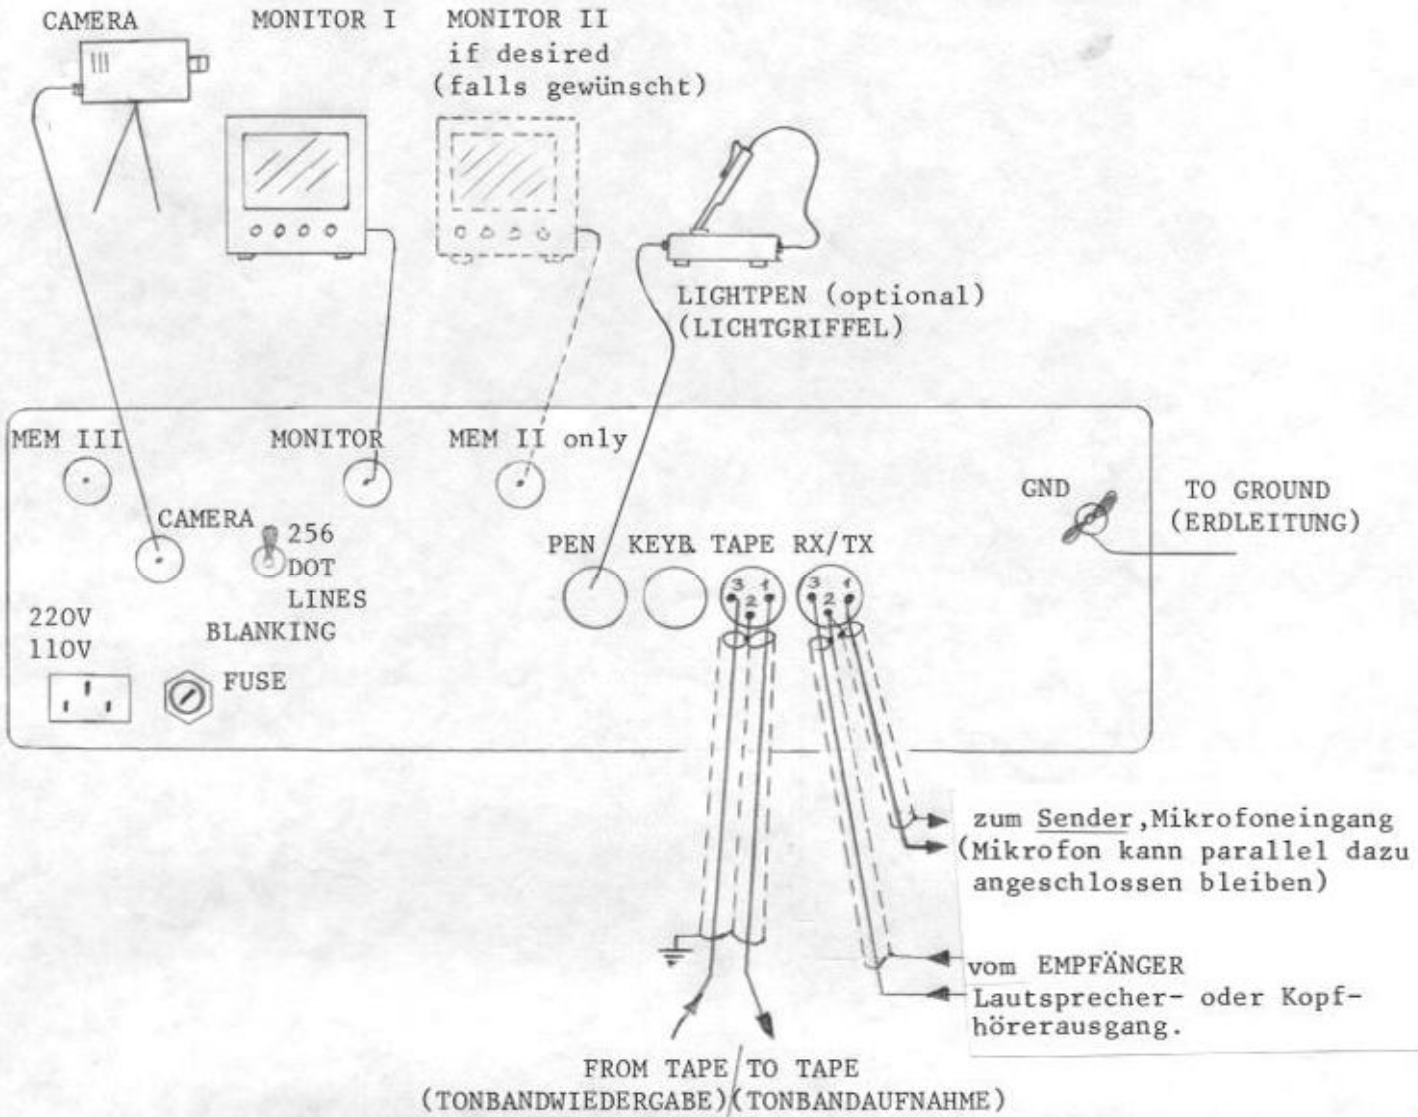 CAMERA
MONITOR I
MONITOR II
if desired
(falls gewünscht)
LIGHTPEN (optional)
(LICHTGRIFFEL)
MEM III
MONITOR
MEM II only
CAMERA
256
DOT
LINES
BLANKING
PEN
KEYB.
TAPE
RX/TX
3 2 1
3 2 1
GND
TO GROUND
(ERDLEITUNG)
220V
110V
FUSE
zum Sender,Mikrofoneingang
(Mikrofon kann parallel dazu
angeschlossen bleiben)
vom EMPFÄNGER
Lautsprecher- oder Kopf-
hörerausgang.
FROM TAPE/TO TAPE
(TONBANDWIEDERGABE)/(TONBANDAUFNAHME)